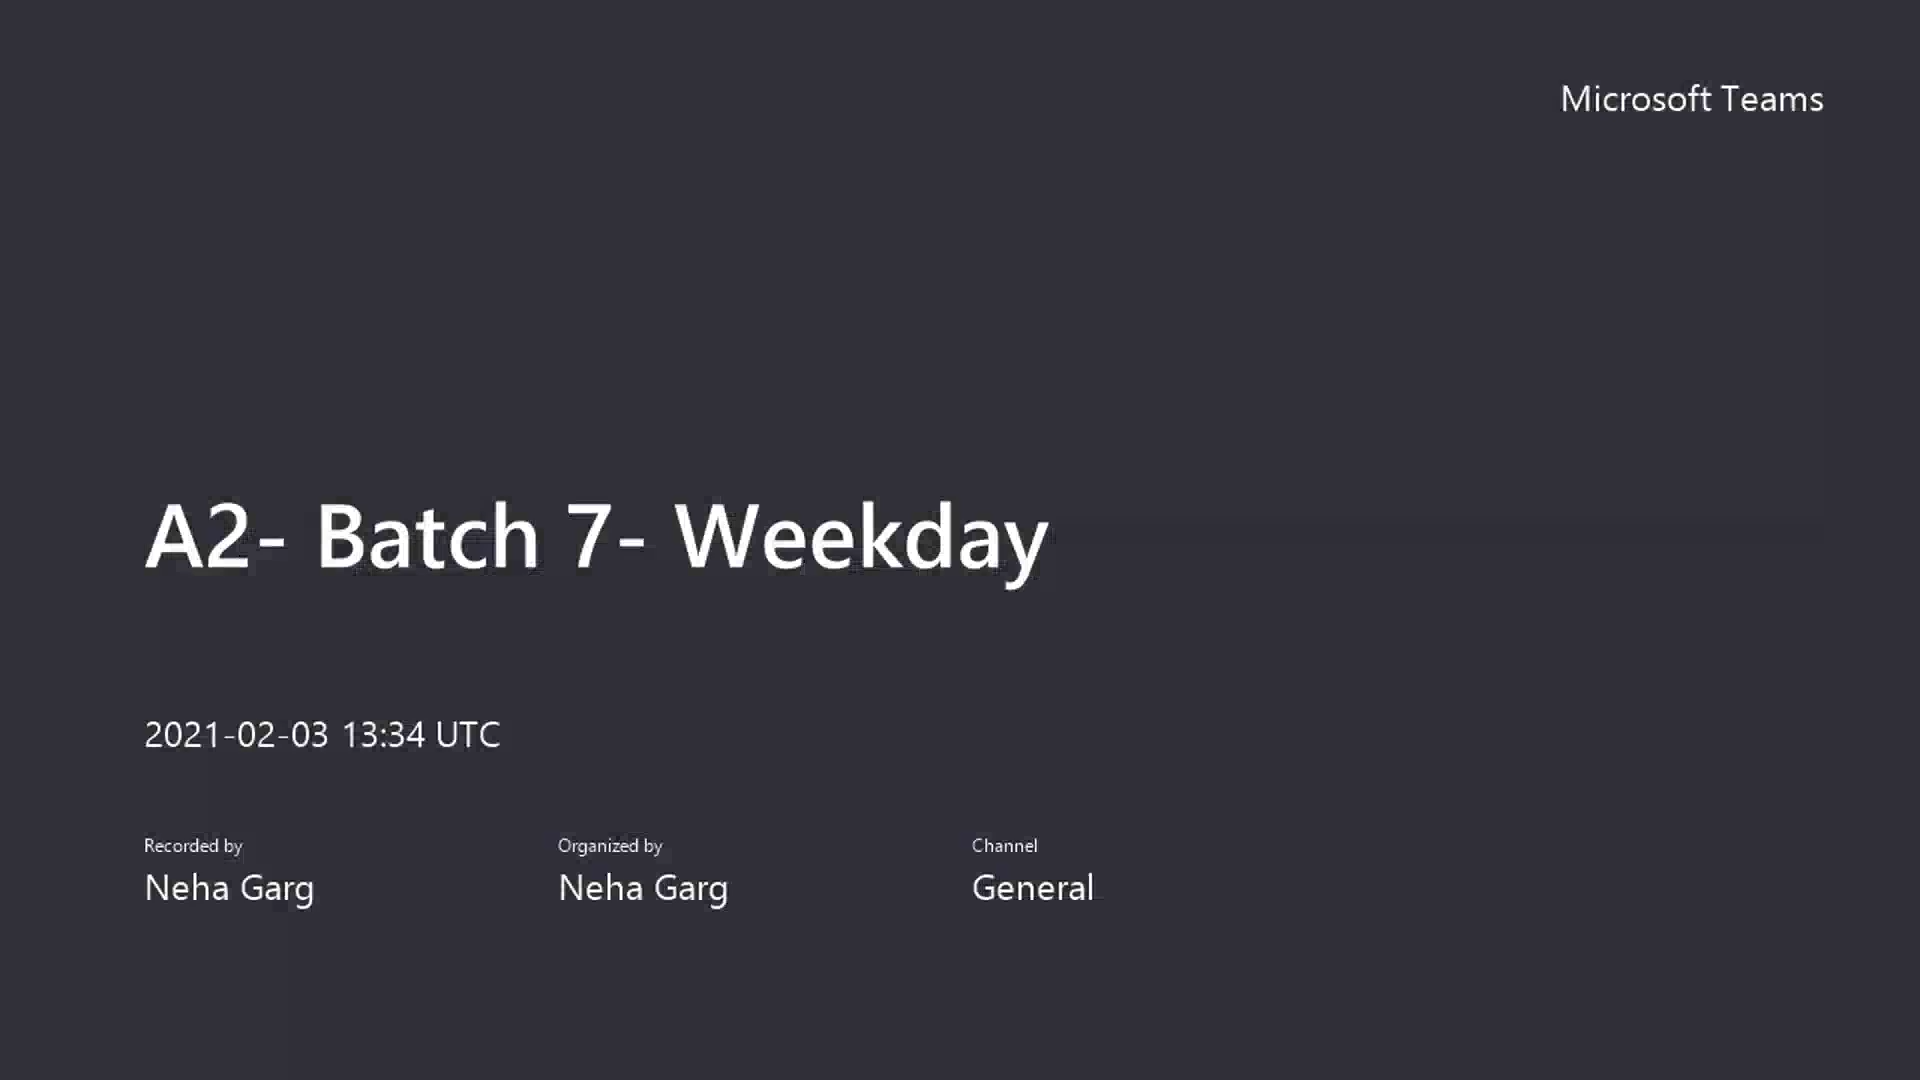 Microsoft Teams
A2- Batch 7- Weekday
2021-02-03 13:34 UTC
Recorded by
Neha Garg
Organized by
Neha Garg
Channel
General